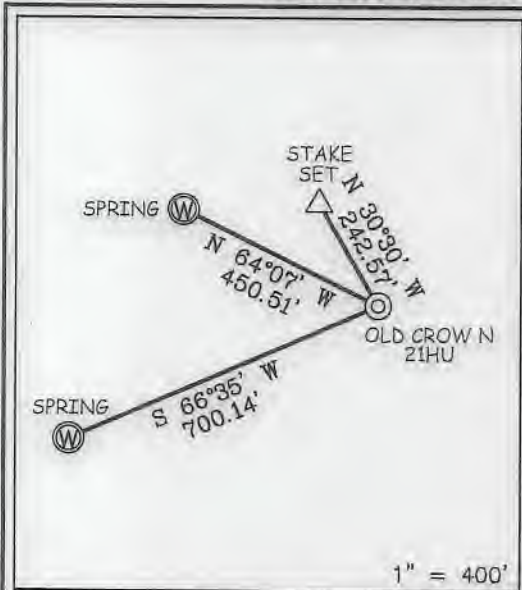 STAKE
SET
SPRING W
N 30°30' W
242.57'
N 64°07' W
450.51'
OLD CROW N
21HU
SPRING
W
S 66°35' W
700.14'
1" = 400'